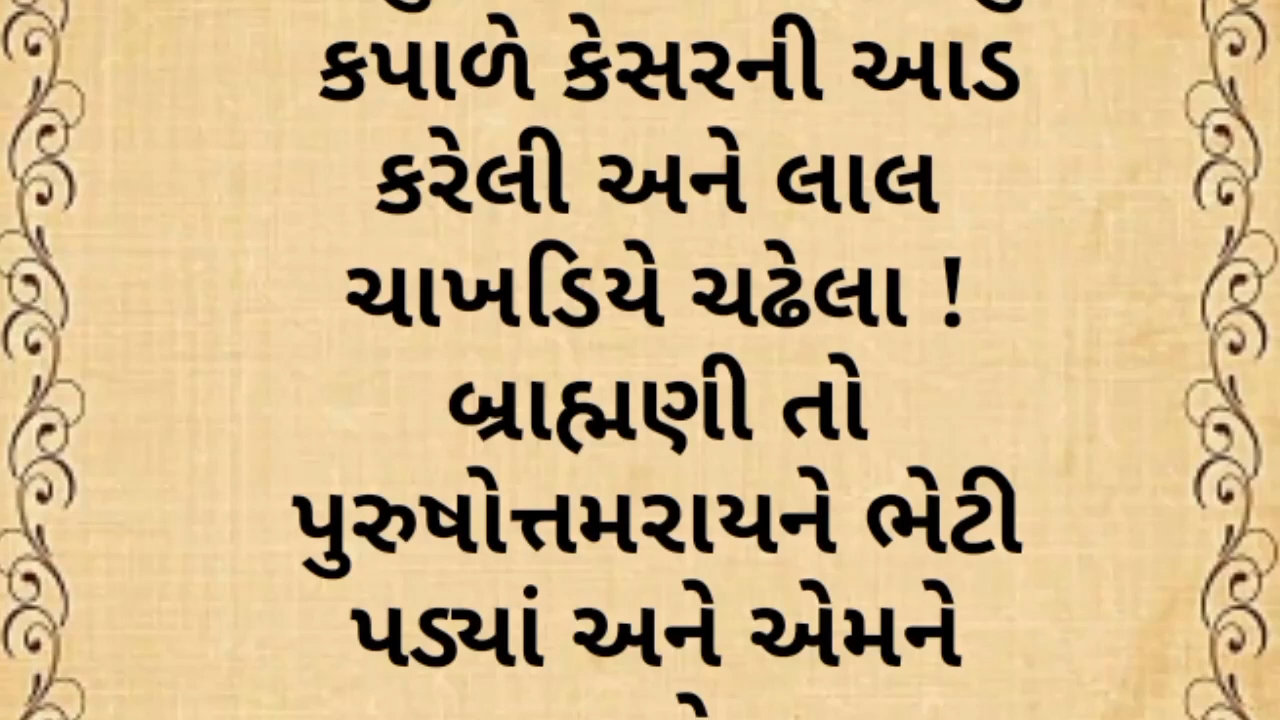 કપાળે કેસરની આડ
કરેલી અને લાલ
ચાખડિયે ચઢેલા !
બ્રાહ્મણી તો
પુરુષોત્તમરાયને ભેટી
પડ્યાં અને એમને